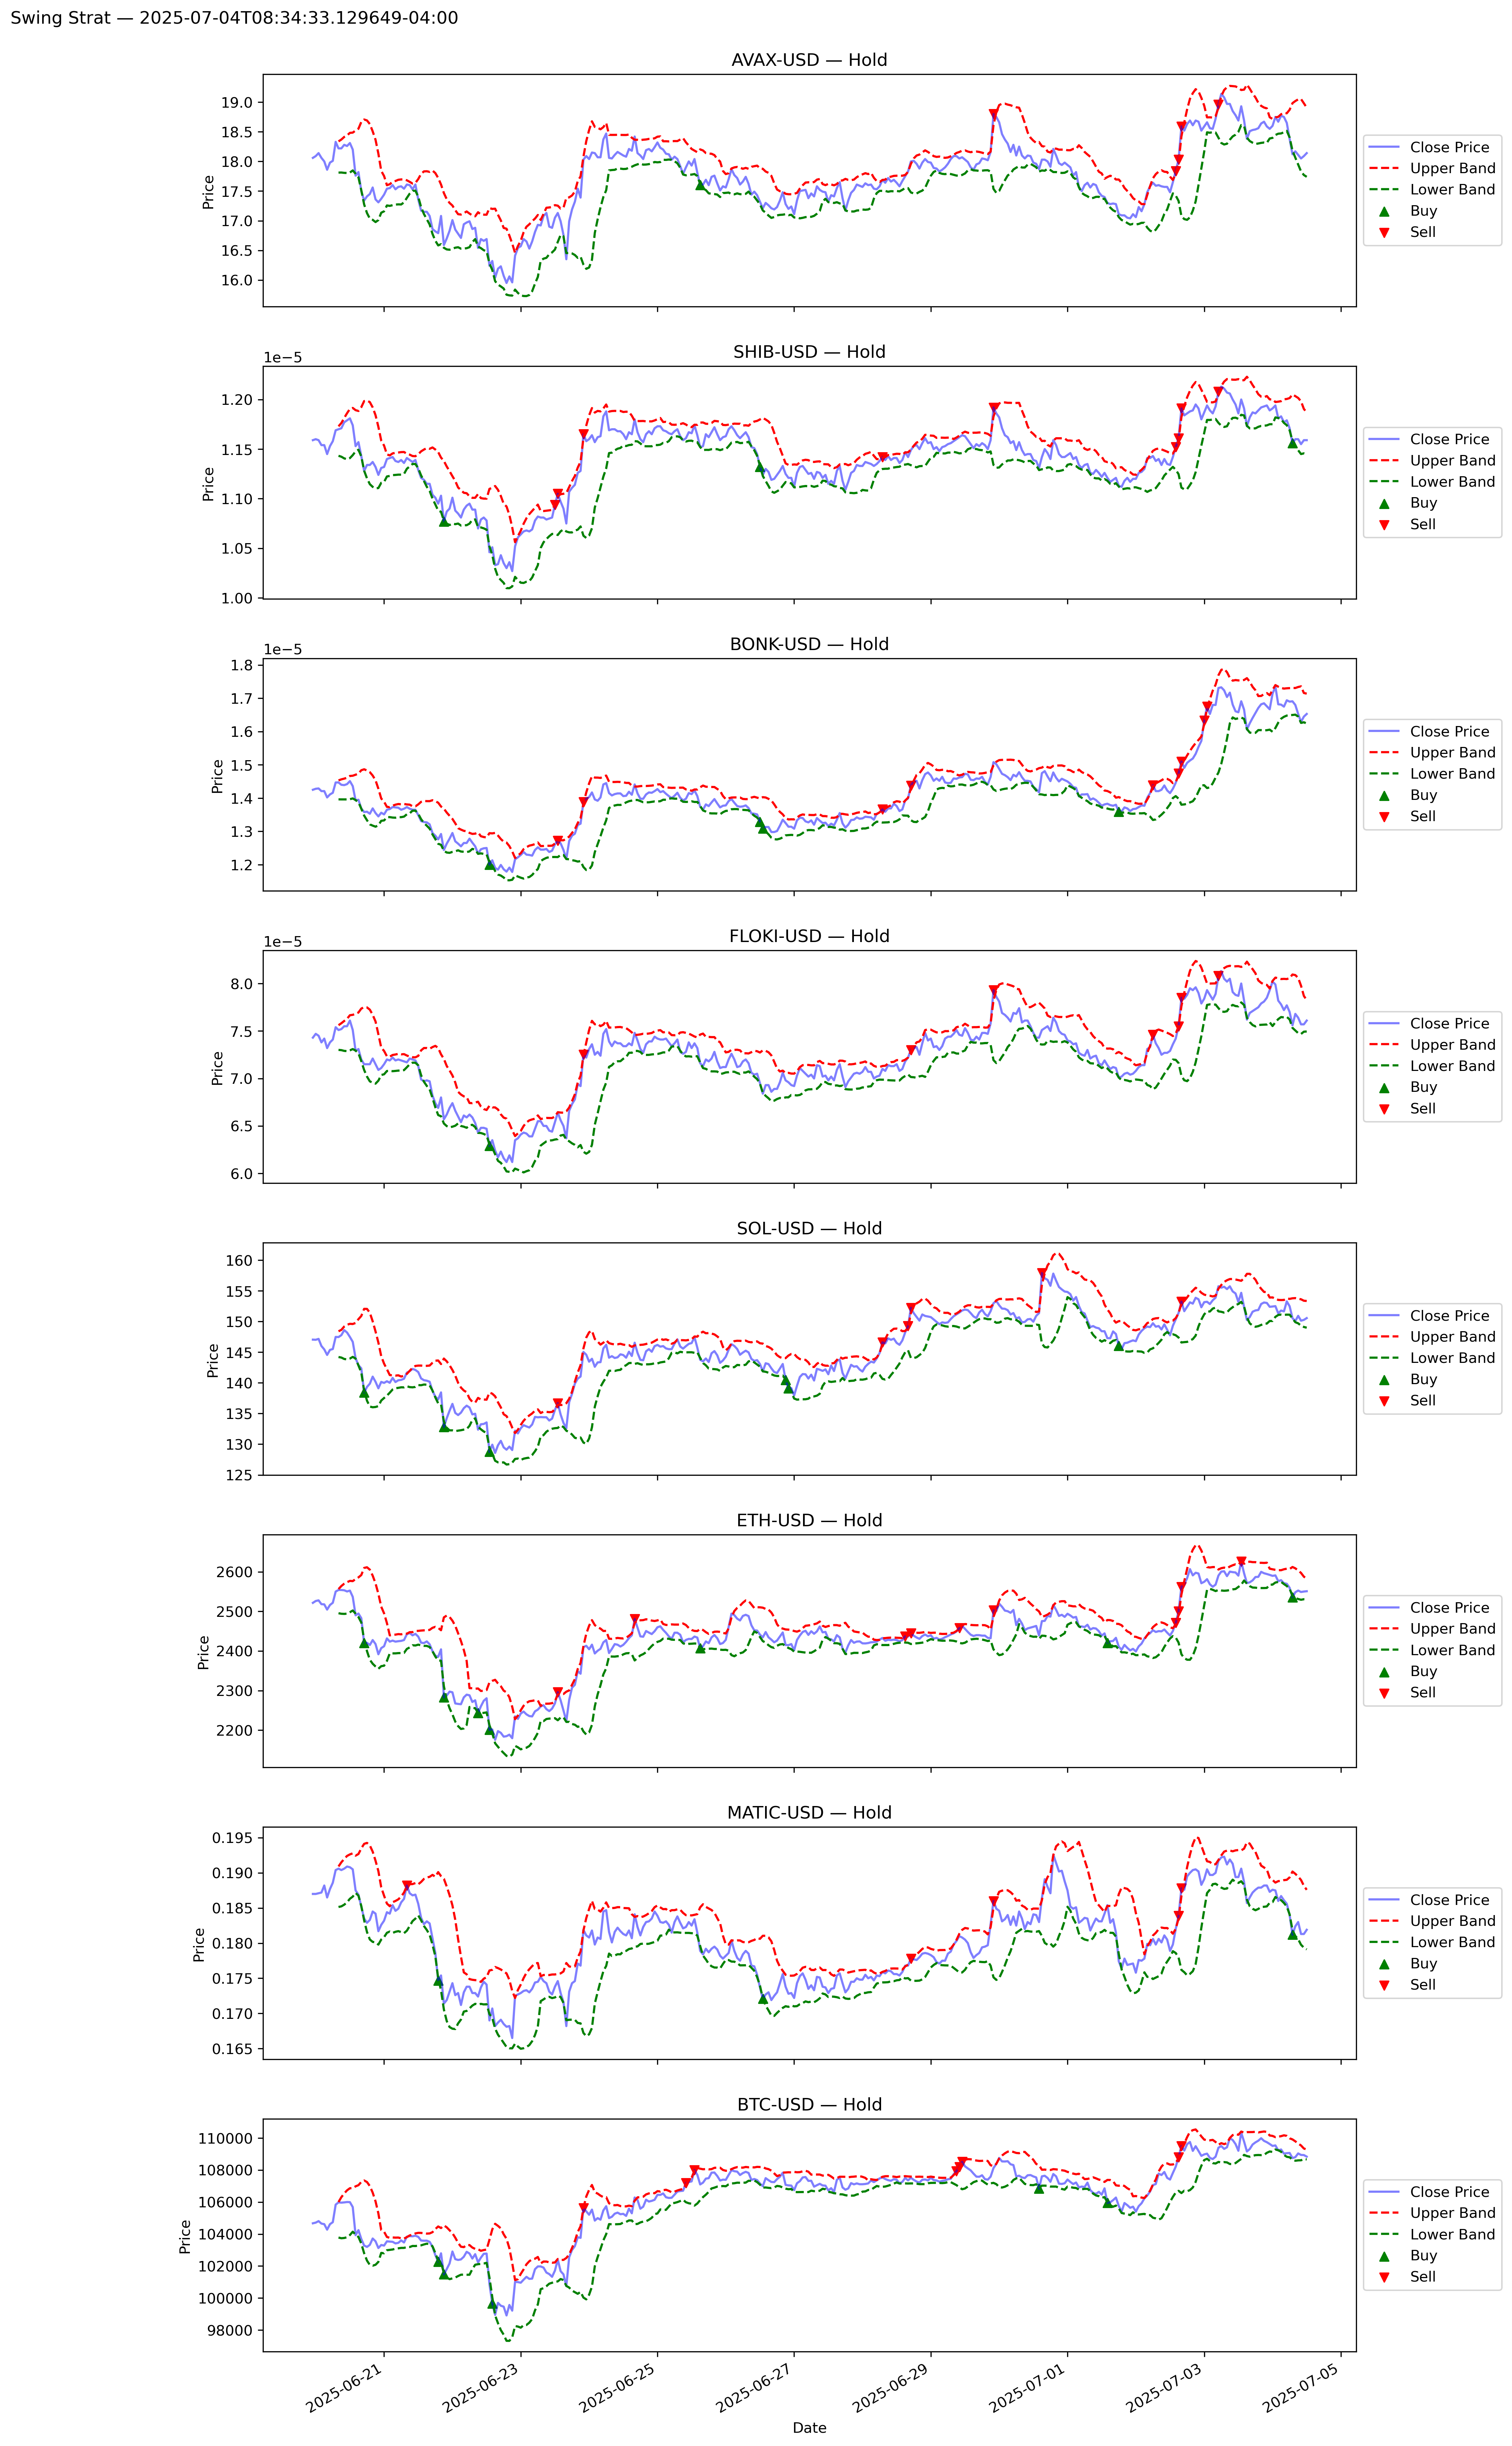 Swing Strat — 2025-07-04T08:34:33.129649-04:00
AVAX-USD — Hold
19.0
18.5
18.0
17.5
17.0
16.5
16.0
Price
Close Price
Upper Band
Lower Band
Buy
Sell
SHIB-USD — Hold
1e−5
1.20
1.15
1.10
1.05
1.00
Price
Close Price
Upper Band
Lower Band
Buy
Sell
BONK-USD — Hold
1e−5
1.8
1.7
1.6
1.5
1.4
1.3
1.2
Price
Close Price
Upper Band
Lower Band
Buy
Sell
FLOKI-USD — Hold
1e−5
8.0
7.5
7.0
6.5
6.0
Price
Close Price
Upper Band
Lower Band
Buy
Sell
SOL-USD — Hold
160
155
150
145
140
135
130
125
Price
Close Price
Upper Band
Lower Band
Buy
Sell
ETH-USD — Hold
2600
2500
2400
2300
2200
Price
Close Price
Upper Band
Lower Band
Buy
Sell
MATIC-USD — Hold
0.195
0.190
0.185
0.180
0.175
0.170
0.165
Price
Close Price
Upper Band
Lower Band
Buy
Sell
BTC-USD — Hold
110000
108000
106000
104000
102000
100000
98000
Price
Close Price
Upper Band
Lower Band
Buy
Sell
2025-06-21
2025-06-23
2025-06-25
2025-06-27
2025-06-29
2025-07-01
2025-07-03
2025-07-05
Date